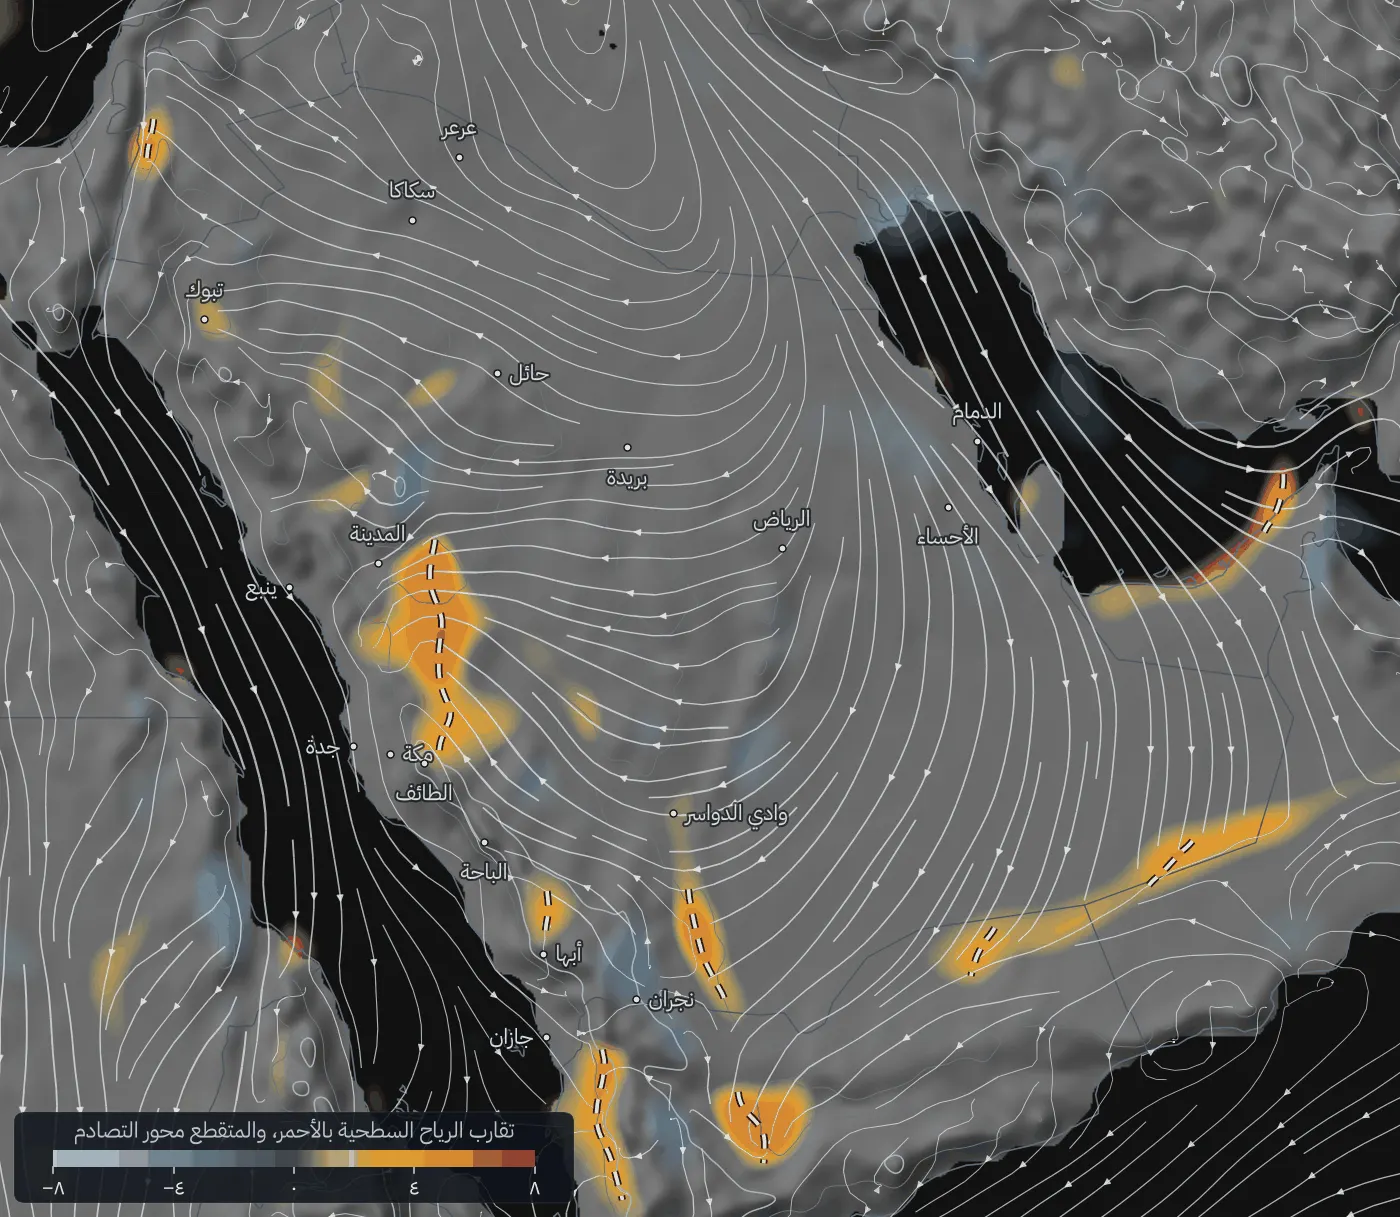 عرعر
سكاكا
تبوك
حائل
الدمام
بريدة
الرياض
الأحساء
المدينة
ينبع
جدة
مكة
الطائف
وادي الدواسر
الباحة
أبها
نجران
جازان
تقارب الرياح السطحية بالأحمر، والمتقطع محور التصادم
−٨ −٤ ٠ ٤ ٨